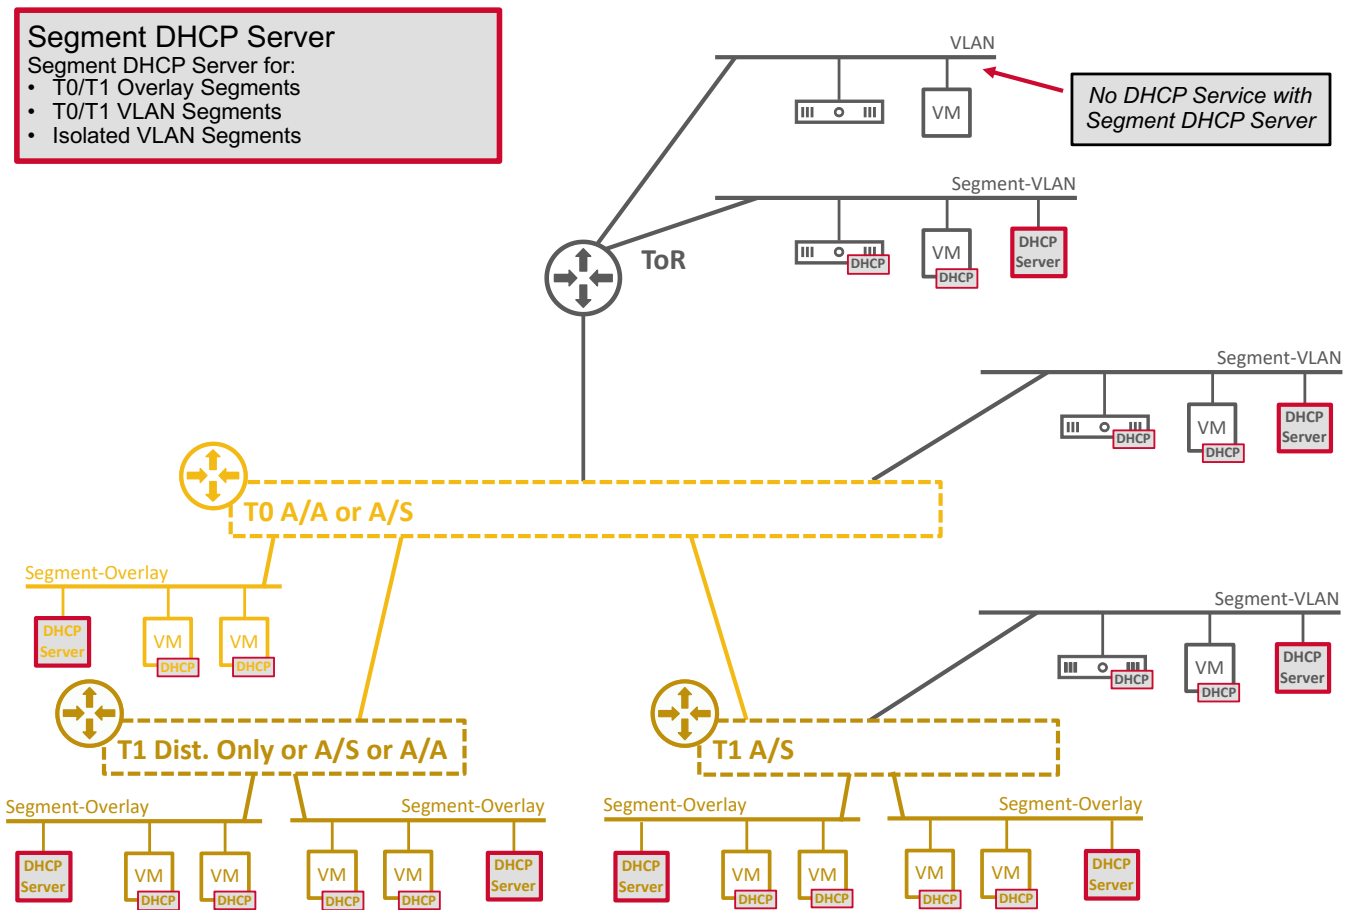 Segment DHCP Server
Segment DHCP Server for:
• T0/T1 Overlay Segments
• T0/T1 VLAN Segments
• Isolated VLAN Segments
VLAN
VM
No DHCP Service with
Segment DHCP Server
Segment-VLAN
DHCP
VM
DHCP
DHCP
Server
ToR
Segment-VLAN
DHCP
VM
DHCP
DHCP
Server
T0 A/A or A/S
Segment-Overlay
DHCP
Server
VM
DHCP
VM
DHCP
Segment-VLAN
DHCP
VM
DHCP
DHCP
Server
T1 Dist. Only or A/S or A/A
T1 A/S
Segment-Overlay
DHCP
Server
VM
DHCP
VM
DHCP
Segment-Overlay
VM
DHCP
VM
DHCP
DHCP
Server
Segment-Overlay
DHCP
Server
VM
DHCP
VM
DHCP
Segment-Overlay
VM
DHCP
VM
DHCP
DHCP
Server